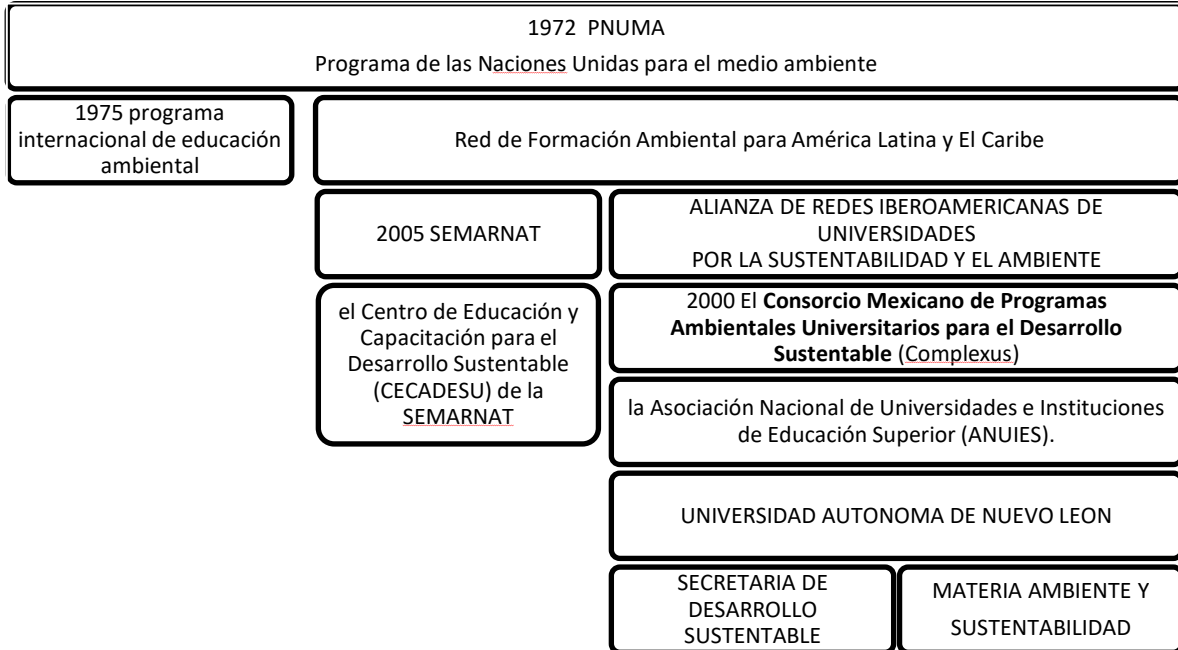 1972 PNUMA
Programa de las Naciones Unidas para el medio ambiente
1975 programa
internacional de educación
ambiental
Red de Formación Ambiental para América Latina y El Caribe
2005 SEMARNAT
ALIANZA DE REDES IBEROAMERICANAS DE
UNIVERSIDADES
POR LA SUSTENTABILIDAD Y EL AMBIENTE
el Centro de Educación y
Capacitación para el
Desarrollo Sustentable
(CECADESU) de la
SEMARNAT
2000 El Consorcio Mexicano de Programas
Ambientales Universitarios para el Desarrollo
Sustentable (Complexus)
la Asociación Nacional de Universidades e Instituciones
de Educación Superior (ANUIES).
UNIVERSIDAD AUTONOMA DE NUEVO LEON
SECRETARIA DE
DESARROLLO
SUSTENTABLE
MATERIA AMBIENTE Y
SUSTENTABILIDAD